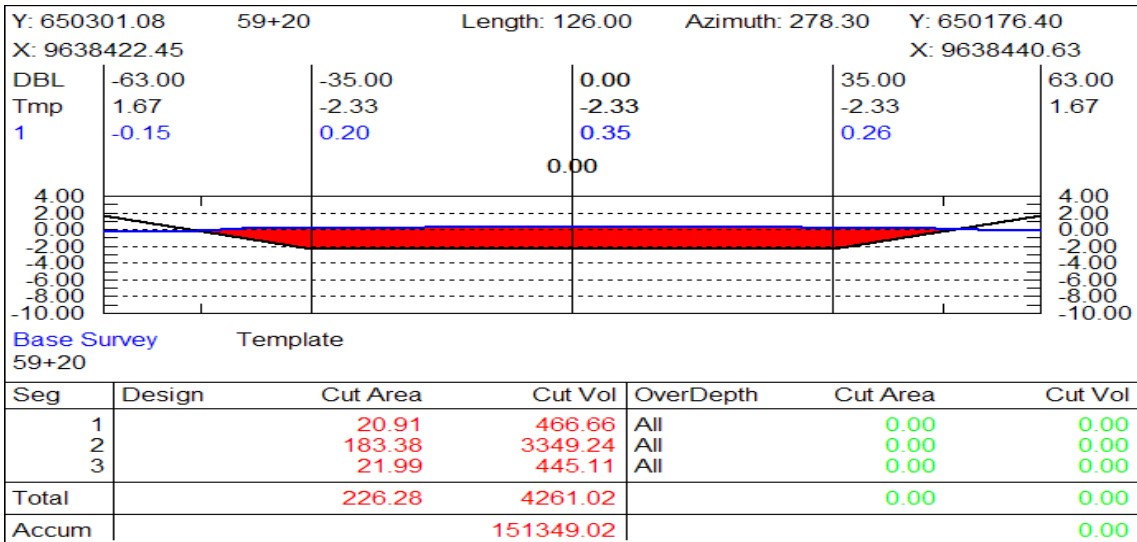 Y: 650301.08 59+20 Length: 126.00 Azimuth: 278.30 Y: 650176.40
X: 9638422.45 X: 9638440.63
DBL -63.00 -35.00 0.00 35.00 63.00
Tmp 1.67 -2.33 -2.33 -2.33 1.67
1 -0.15 0.20 0.35 0.26
0.00
4.00 4.00
2.00 2.00
0.00 0.00
-2.00 -2.00
-4.00 -4.00
-6.00 -6.00
-8.00 -8.00
-10.00 -10.00
Base Survey Template
59+20
Seg Design Cut Area Cut Vol OverDepth Cut Area Cut Vol
1 20.91 466.66 All 0.00 0.00
2 183.38 3349.24 All 0.00 0.00
3 21.99 445.11 All 0.00 0.00
Total 226.28 4261.02 0.00 0.00
Accum 151349.02 0.00